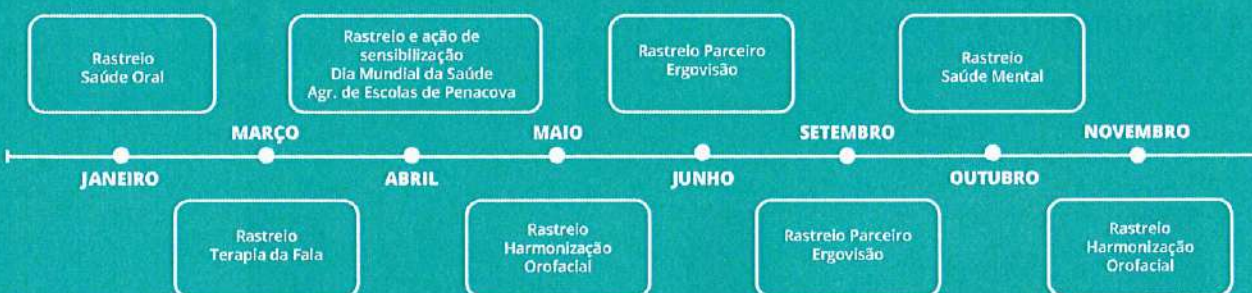 Rastreio
Saúde Oral
Rastreio e ação de
sensibilização
Dia Mundial da Saúde
Agr. de Escolas de Penacova
Rastreio Parceiro
Ergovisão
Rastreio
Saúde Mental
MARÇO
MAIO
SETEMBRO
NOVEMBRO
JANEIRO
ABRIL
JUNHO
OUTUBRO
Rastreio
Terapia da Fala
Rastreio
Harmonização
Orofacial
Rastreio Parceiro
Ergovisão
Rastreio
Harmonização
Orofacial